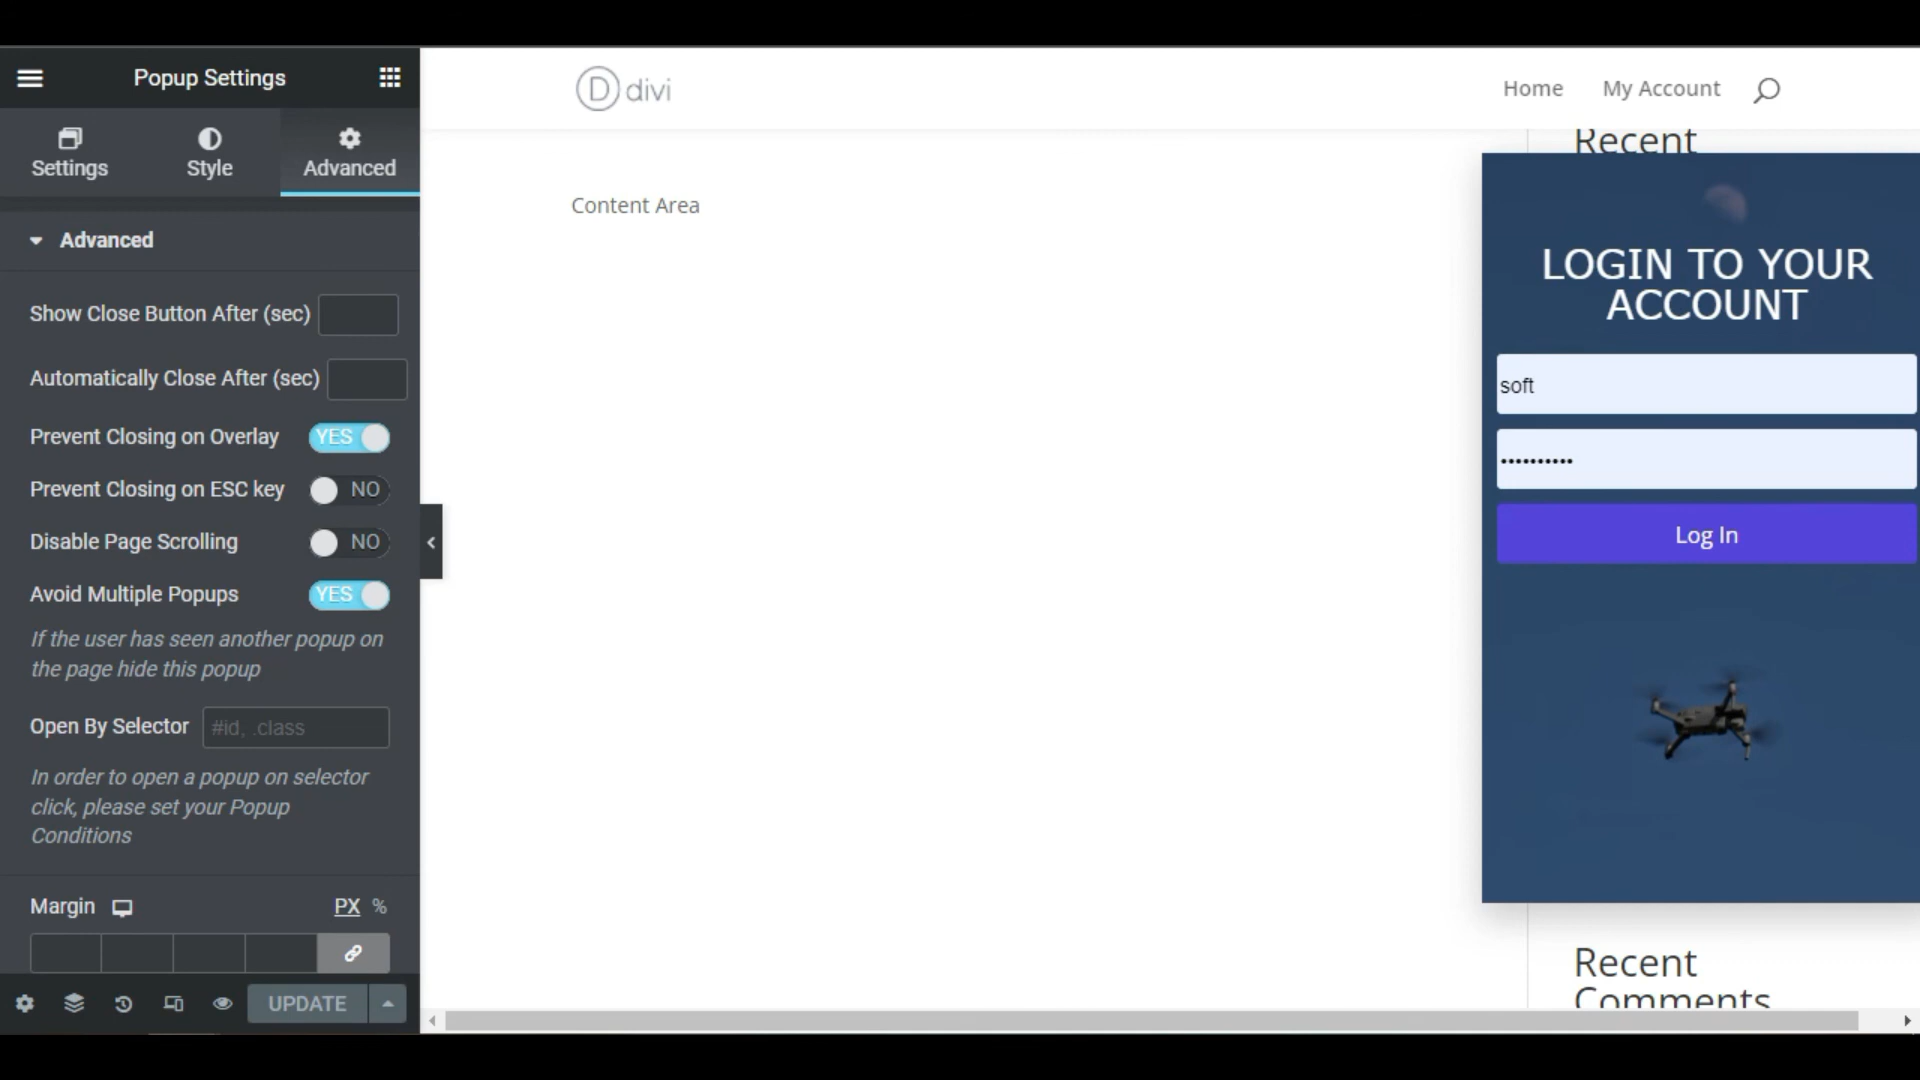 Popup Settings
Settings
Style
Advanced
Advanced
Show Close Button After (sec)
Automatically Close After (sec)
Prevent Closing on Overlay YES
Prevent Closing on ESC key NO
Disable Page Scrolling NO
Avoid Multiple Popups YES
If the user has seen another popup on
the page hide this popup
Open By Selector #id, .class
In order to open a popup on selector
click, please set your Popup
Conditions
Margin PX %
UPDATE
D divi
Home My Account
Content Area
Recent
LOGIN TO YOUR
ACCOUNT
soft
••••••••••
Log In
Recent
Comments